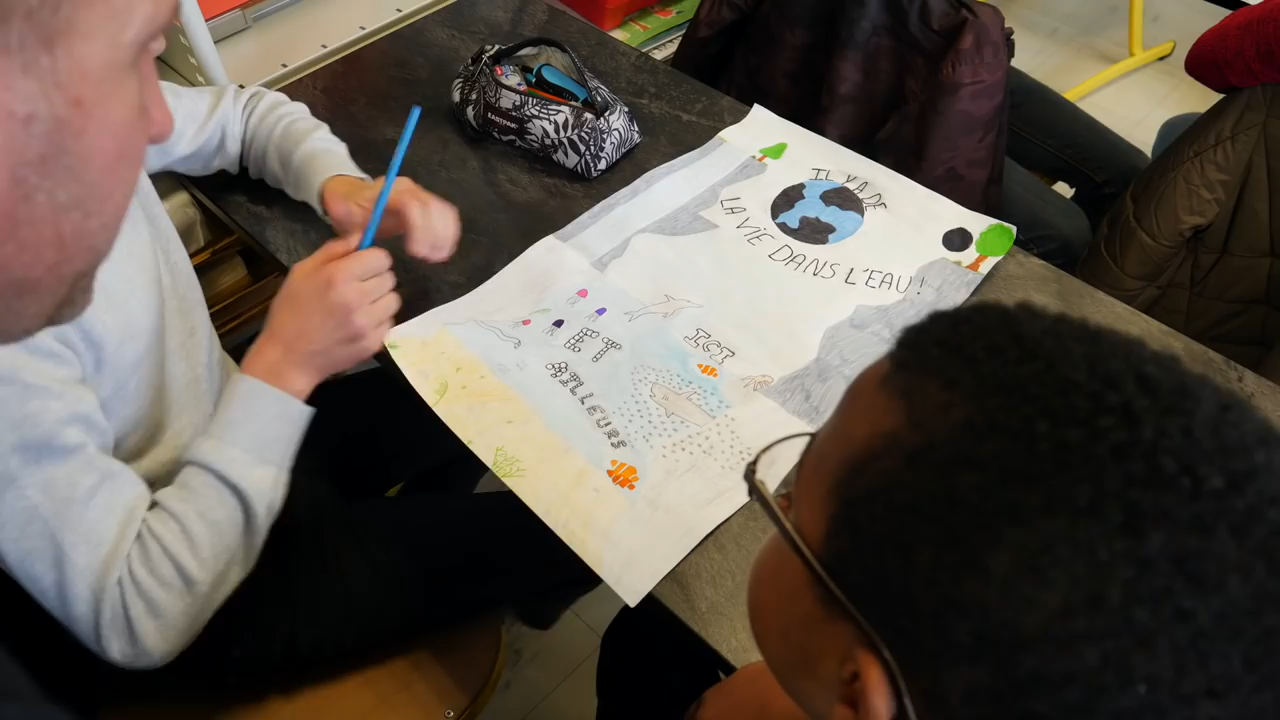 EASTPAK
IL Y A DE
LA VIE DANS L'EAU !
ICI
ET
AILLEURS